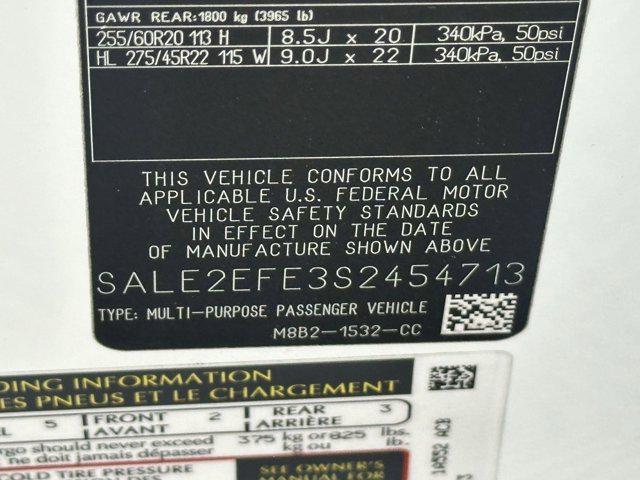 GAWR REAR:1800 kg (3965 lb)
255/60R20 113 H 8.5J x 20 340kPa, 50psi
HL 275/45R22 115 W 9.0J x 22 340kPa, 50psi
THIS VEHICLE CONFORMS TO ALL
APPLICABLE U.S. FEDERAL MOTOR
VEHICLE SAFETY STANDARDS
IN EFFECT ON THE DATE
OF MANUFACTURE SHOWN ABOVE
SALE2EFE3S2454713
TYPE: MULTI-PURPOSE PASSENGER VEHICLE
M8B2-1532-CC
DING INFORMATION
ES PNEUS ET LE CHARGEMENT
5 FRONT 2 REAR 3
AVANT ARRIÈRE
rgo should never exceed 375 kg or 825 lbs.
ne doit jamais dépasser kg ou lb.
COLD TIRE PRESSURE SEE OWNER'S
MANUAL FOR
1A552 ACB